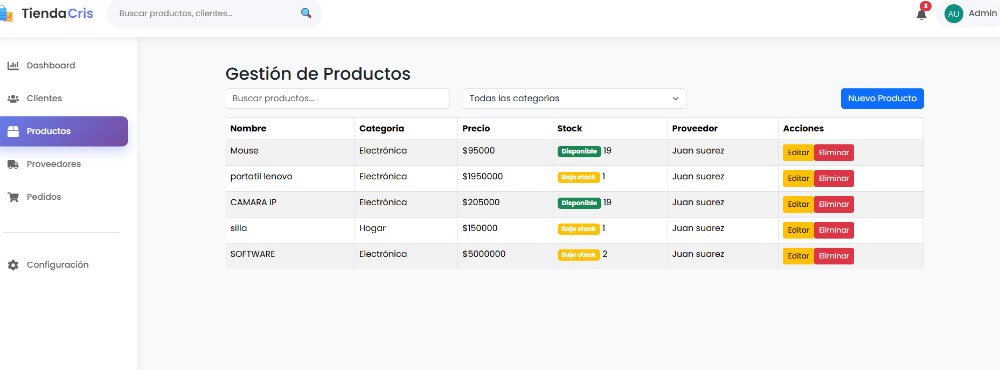 TiendaCris
Buscar productos, clientes...
3
AU
Admin
Dashboard
Clientes
Productos
Proveedores
Pedidos
Configuración
Gestión de Productos
Buscar productos...
Todas las categorías
Nuevo Producto
Nombre Categoría Precio Stock Proveedor Acciones
Mouse Electrónica $95000 Disponible 19 Juan suarez Editar Eliminar
portatil lenovo Electrónica $1950000 Bajo stock 1 Juan suarez Editar Eliminar
CAMARA IP Electrónica $205000 Disponible 19 Juan suarez Editar Eliminar
silla Hogar $150000 Bajo stock 1 Juan suarez Editar Eliminar
SOFTWARE Electrónica $5000000 Bajo stock 2 Juan suarez Editar Eliminar